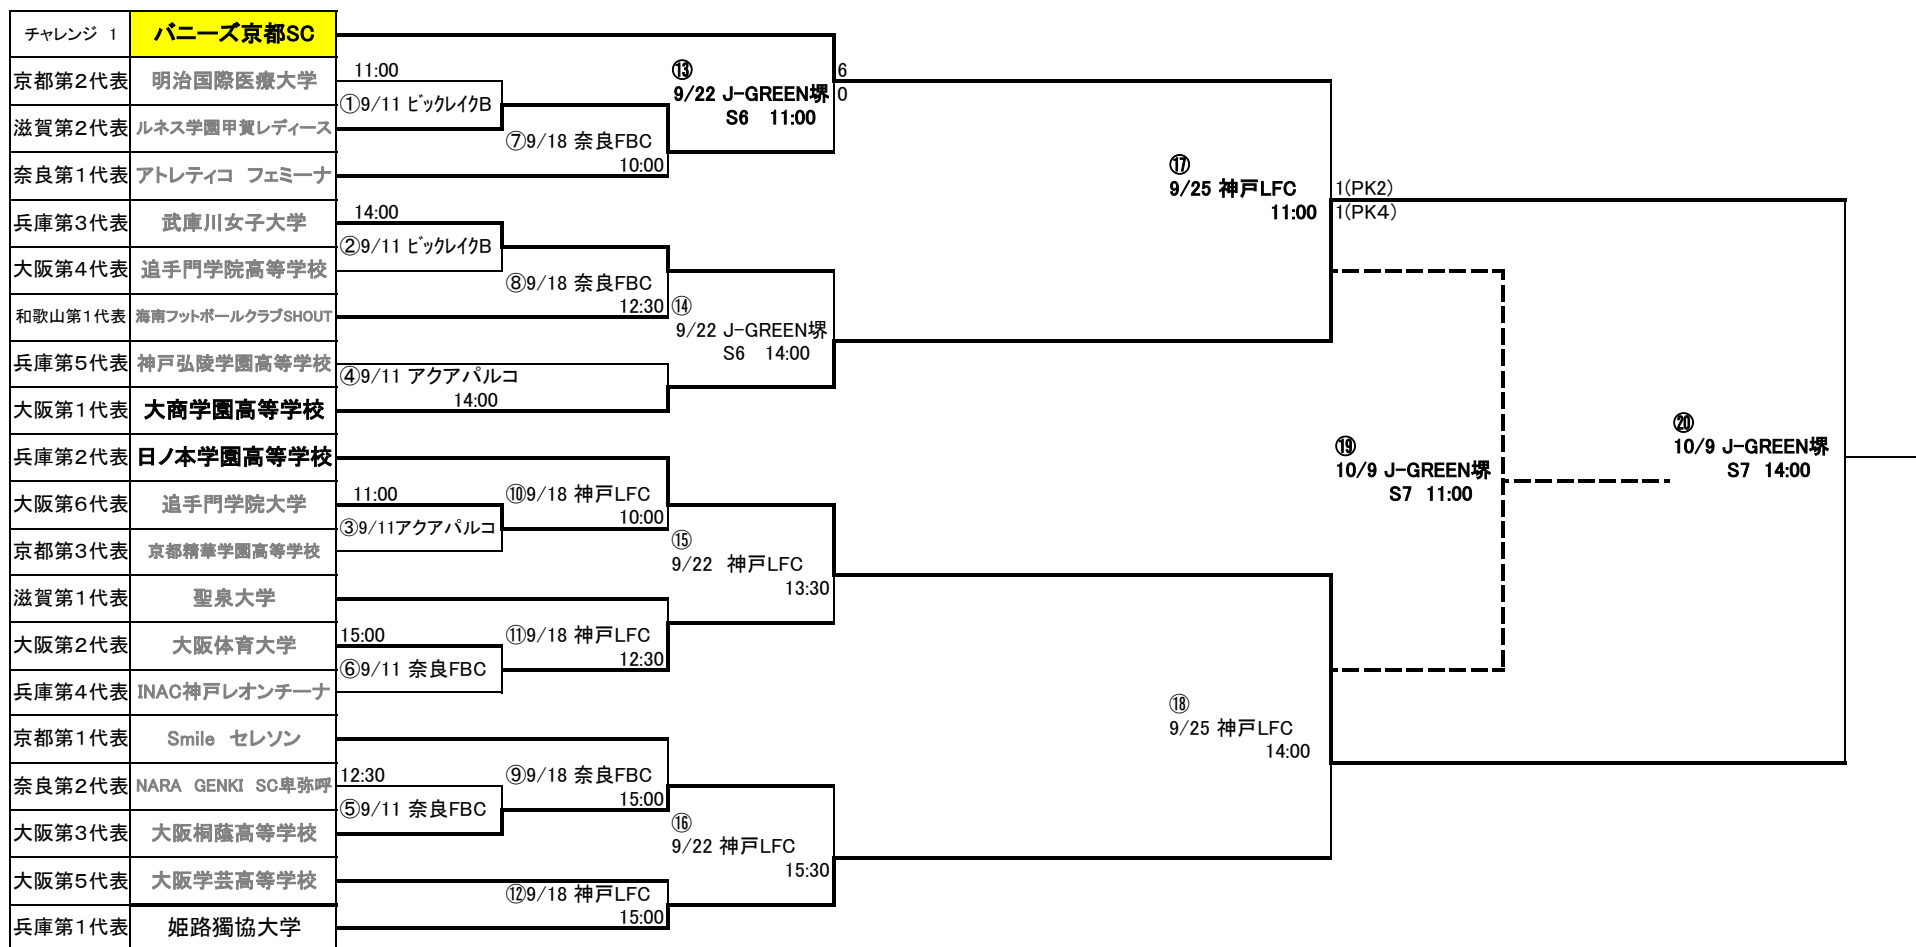 チャレンジ 1 バニーズ京都SC
京都第2代表 明治国際医療大学
滋賀第2代表 ルネス学園甲賀レディース
奈良第1代表 アトレティコ フェミーナ
兵庫第3代表 武庫川女子大学
大阪第4代表 追手門学院高等学校
和歌山第1代表 海南フットボールクラブSHOUT
兵庫第5代表 神戸弘陵学園高等学校
大阪第1代表 大商学園高等学校
兵庫第2代表 日ノ本学園高等学校
大阪第6代表 追手門学院大学
京都第3代表 京都精華学園高等学校
滋賀第1代表 聖泉大学
大阪第2代表 大阪体育大学
兵庫第4代表 INAC神戸レオンチーナ
京都第1代表 Smile セレソン
奈良第2代表 NARA GENKI SC卑弥呼
大阪第3代表 大阪桐蔭高等学校
大阪第5代表 大阪学芸高等学校
兵庫第1代表 姫路獨協大学
11:00
①9/11 ﾋﾞｯｸﾚｲｸB
14:00
②9/11 ﾋﾞｯｸﾚｲｸB
④9/11 アクアパルコ
14:00
11:00
③9/11アクアパルコ
15:00
⑥9/11 奈良FBC
12:30
⑤9/11 奈良FBC
⑦9/18 奈良FBC
10:00
⑧9/18 奈良FBC
12:30
⑩9/18 神戸LFC
10:00
⑪9/18 神戸LFC
12:30
⑨9/18 奈良FBC
15:00
⑫9/18 神戸LFC
15:00
⑬
9/22 J-GREEN堺
S6 11:00
6
0
⑭
9/22 J-GREEN堺
S6 14:00
⑮
9/22 神戸LFC
13:30
⑯
9/22 神戸LFC
15:30
⑰
9/25 神戸LFC
11:00
1(PK2)
1(PK4)
⑱
9/25 神戸LFC
14:00
⑲
10/9 J-GREEN堺
S7 11:00
⑳
10/9 J-GREEN堺
S7 14:00